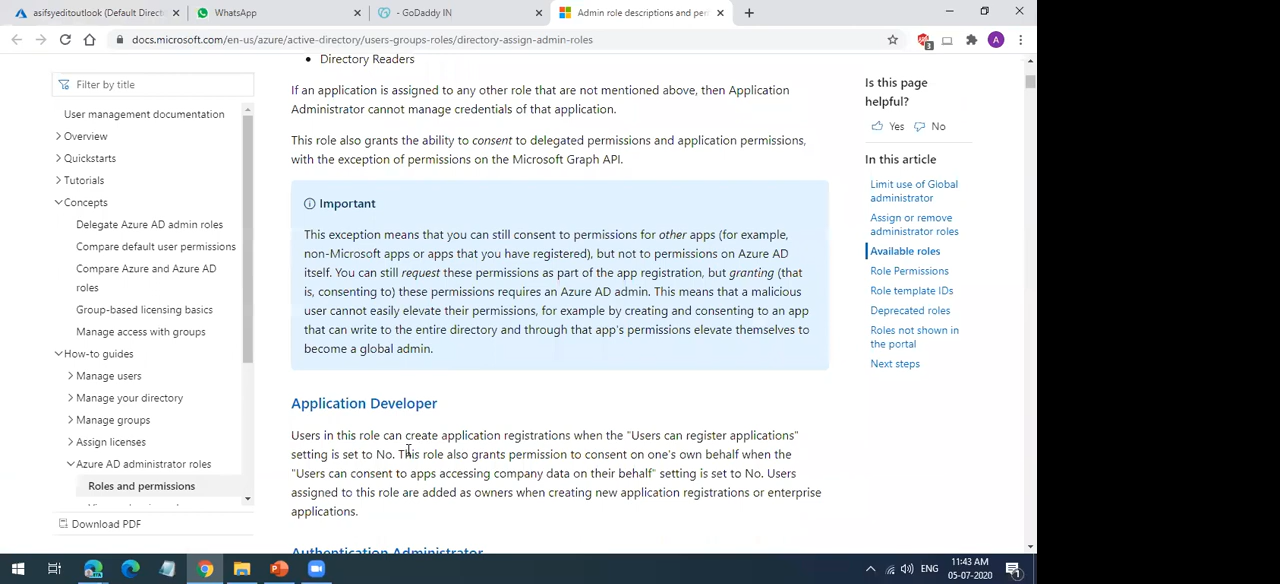 asifsyeditoutlook (Default Direct
WhatsApp
- GoDaddy IN
Admin role descriptions and per
docs.microsoft.com/en-us/azure/active-directory/users-groups-roles/directory-assign-admin-roles
3
A
Filter by title
User management documentation
Overview
Quickstarts
Tutorials
Concepts
Delegate Azure AD admin roles
Compare default user permissions
Compare Azure and Azure AD
roles
Group-based licensing basics
Manage access with groups
How-to guides
Manage users
Manage your directory
Manage groups
Assign licenses
Azure AD administrator roles
Roles and permissions
Download PDF
• Directory Readers
If an application is assigned to any other role that are not mentioned above, then Application
Administrator cannot manage credentials of that application.
This role also grants the ability to consent to delegated permissions and application permissions,
with the exception of permissions on the Microsoft Graph API.
Important
This exception means that you can still consent to permissions for other apps (for example,
non-Microsoft apps or apps that you have registered), but not to permissions on Azure AD
itself. You can still request these permissions as part of the app registration, but granting (that
is, consenting to) these permissions requires an Azure AD admin. This means that a malicious
user cannot easily elevate their permissions, for example by creating and consenting to an app
that can write to the entire directory and through that app's permissions elevate themselves to
become a global admin.
Application Developer
Users in this role can create application registrations when the "Users can register applications"
setting is set to No. This role also grants permission to consent on one's own behalf when the
"Users can consent to apps accessing company data on their behalf" setting is set to No. Users
assigned to this role are added as owners when creating new application registrations or enterprise
applications.
Authentication Administrator
Is this page
helpful?
Yes
No
In this article
Limit use of Global
administrator
Assign or remove
administrator roles
Available roles
Role Permissions
Role template IDs
Deprecated roles
Roles not shown in
the portal
Next steps
ENG
11:43 AM
05-07-2020
1